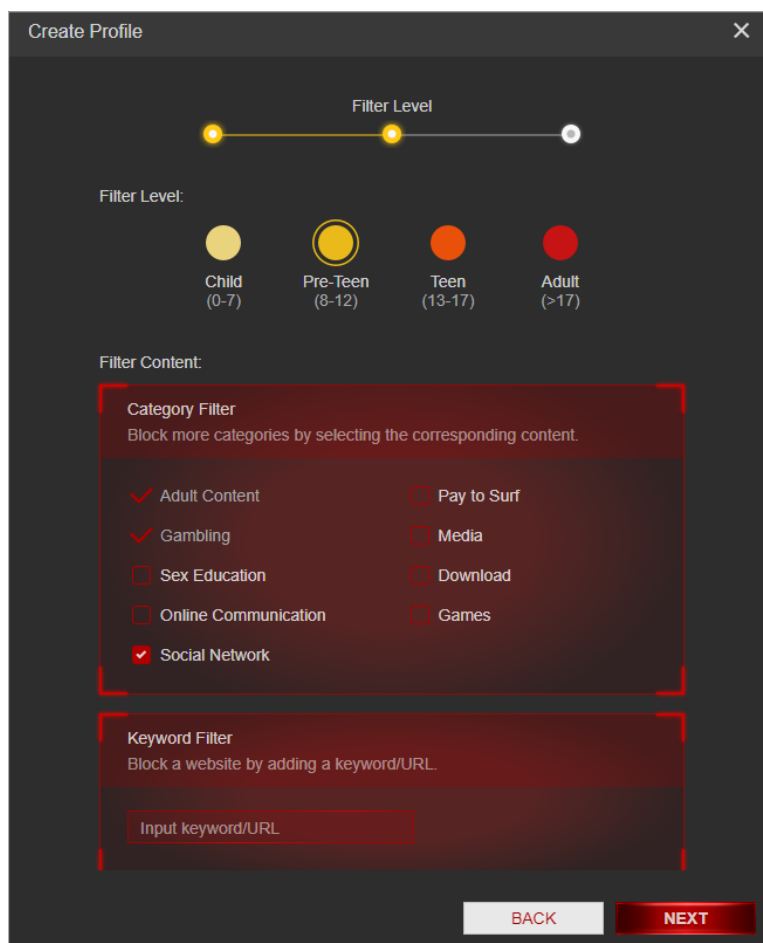 Create Profile
Filter Level
Filter Level:
Child Pre-Teen Teen Adult
(0-7) (8-12) (13-17) (>17)
Filter Content:
Category Filter
Block more categories by selecting the corresponding content.
Adult Content Pay to Surf
Gambling Media
Sex Education Download
Online Communication Games
Social Network
Keyword Filter
Block a website by adding a keyword/URL.
Input keyword/URL
BACK NEXT